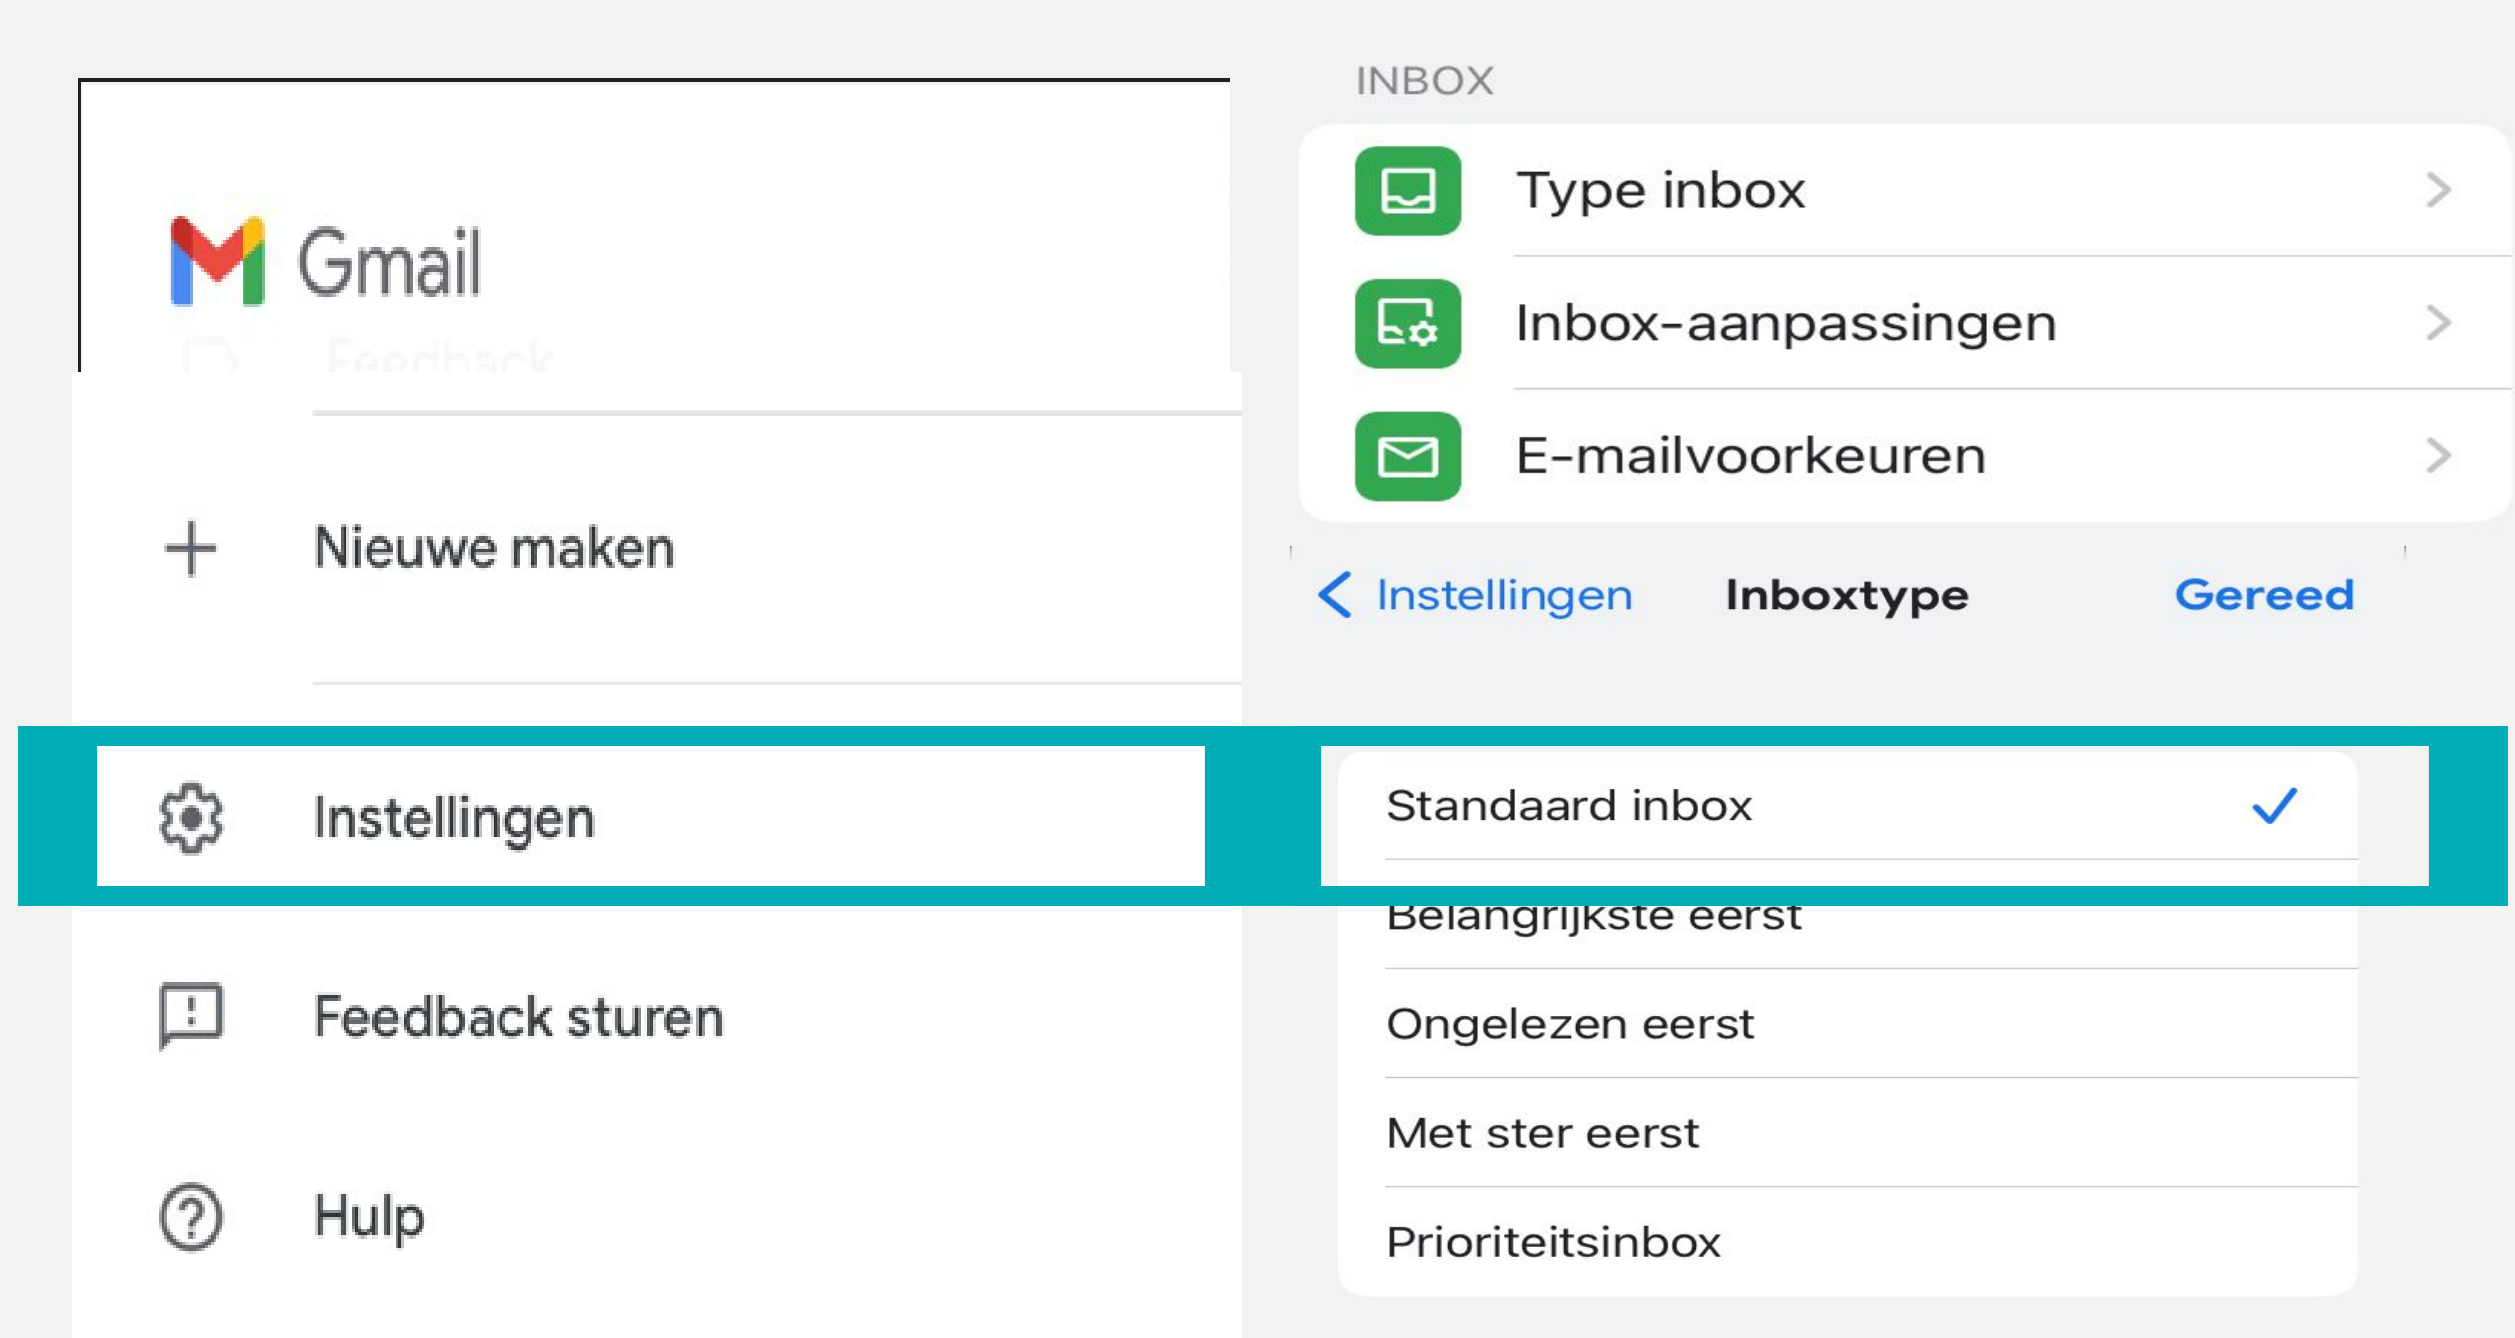 Gmail
Feedback
Nieuwe maken
Instellingen
Feedback sturen
Hulp
INBOX
Type inbox
Inbox-aanpassingen
E-mailvoorkeuren
Instellingen Inboxtype Gereed
Standaard inbox
Belangrijkste eerst
Ongelezen eerst
Met ster eerst
Prioriteitsinbox